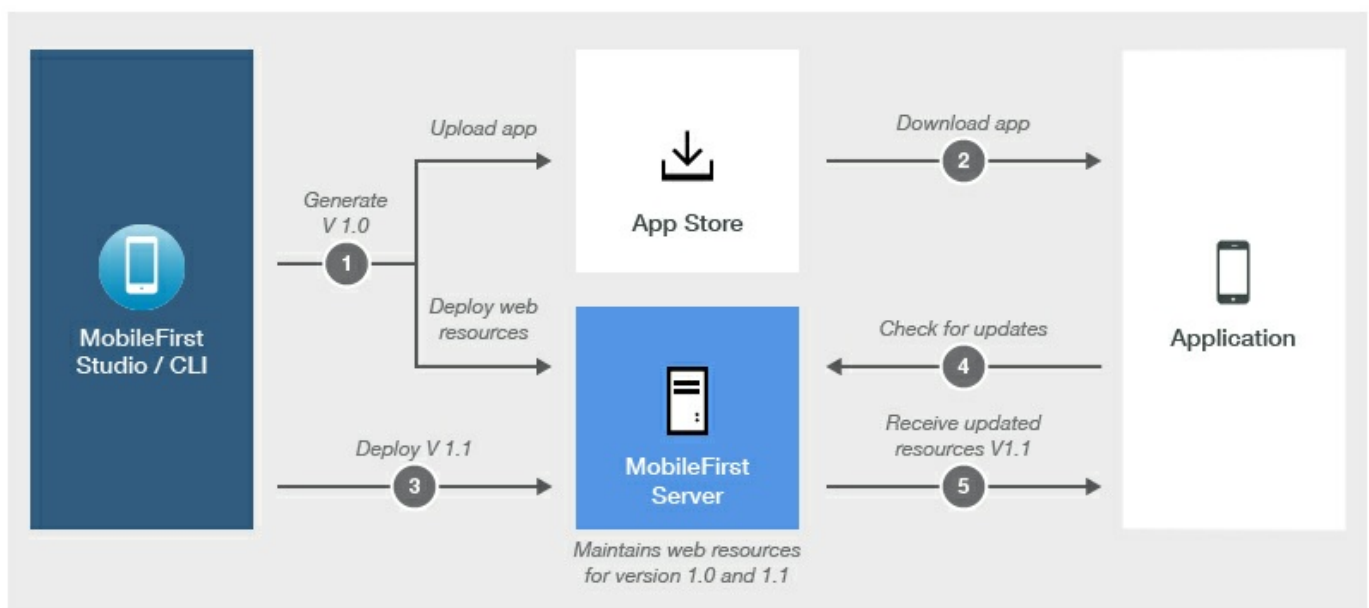 Upload app
Download app
2
Generate
V 1.0
1
App Store
MobileFirst
Studio / CLI
Deploy web
resources
Check for updates
4
Application
Deploy V 1.1
3
MobileFirst
Server
Receive updated
resources V1.1
5
Maintains web resources
for version 1.0 and 1.1